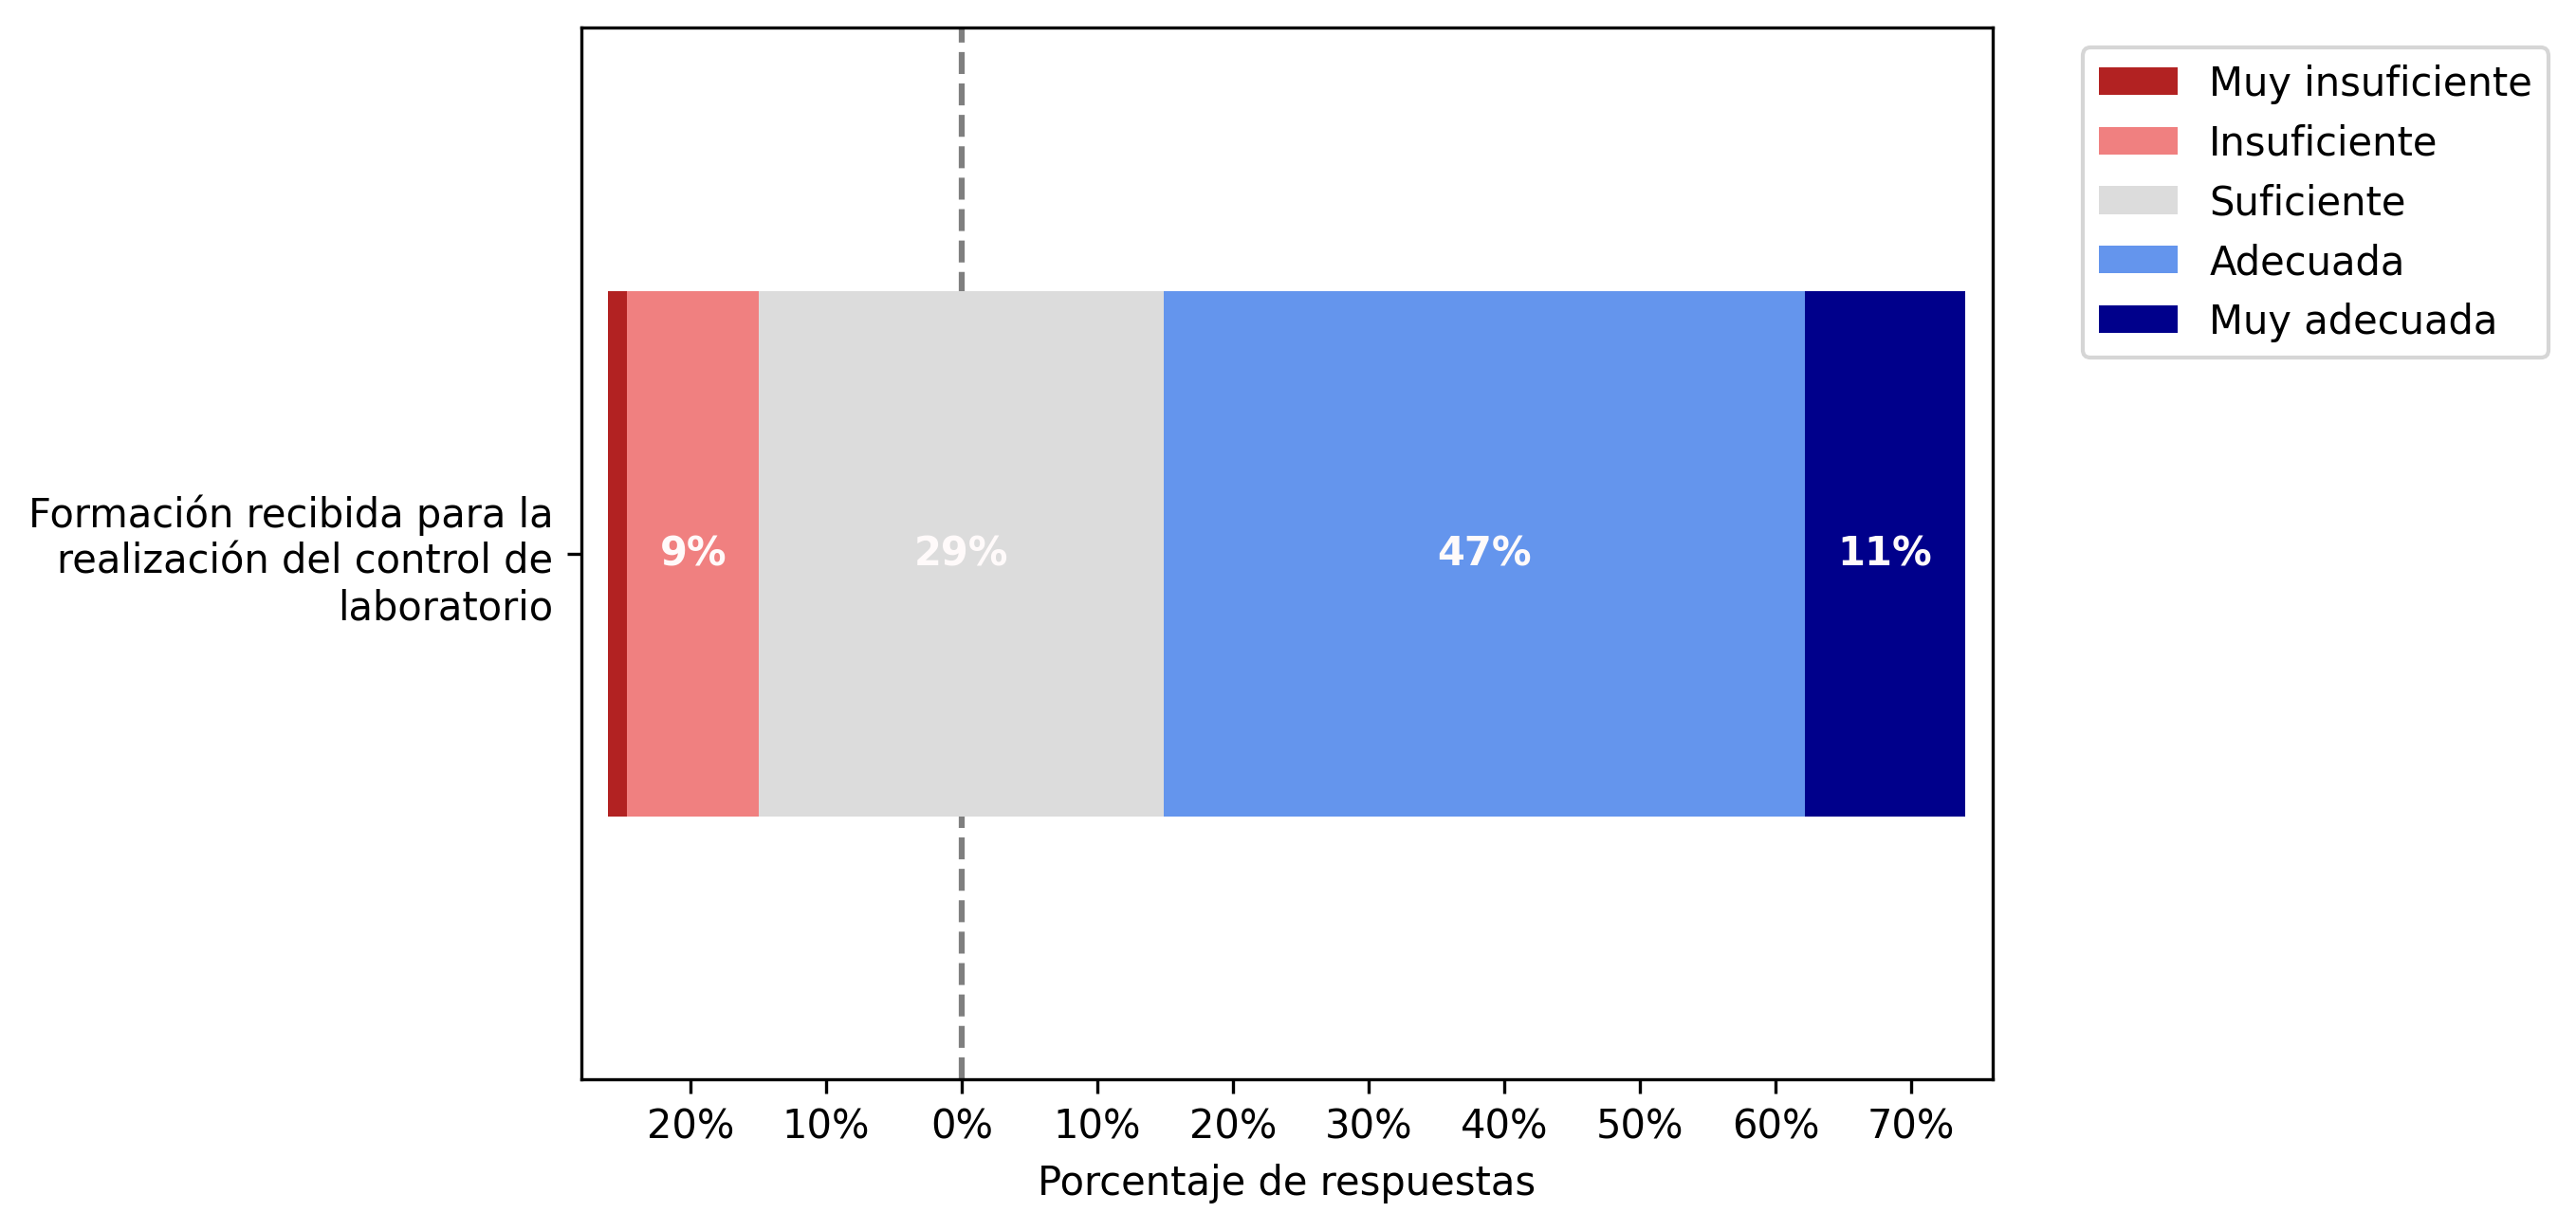 Muy insuficiente
Insuficiente
Suficiente
Adecuada
Muy adecuada
Formación recibida para la
realización del control de
laboratorio
9%
29%
47%
11%
20%
10%
0%
10%
20%
30%
40%
50%
60%
70%
Porcentaje de respuestas